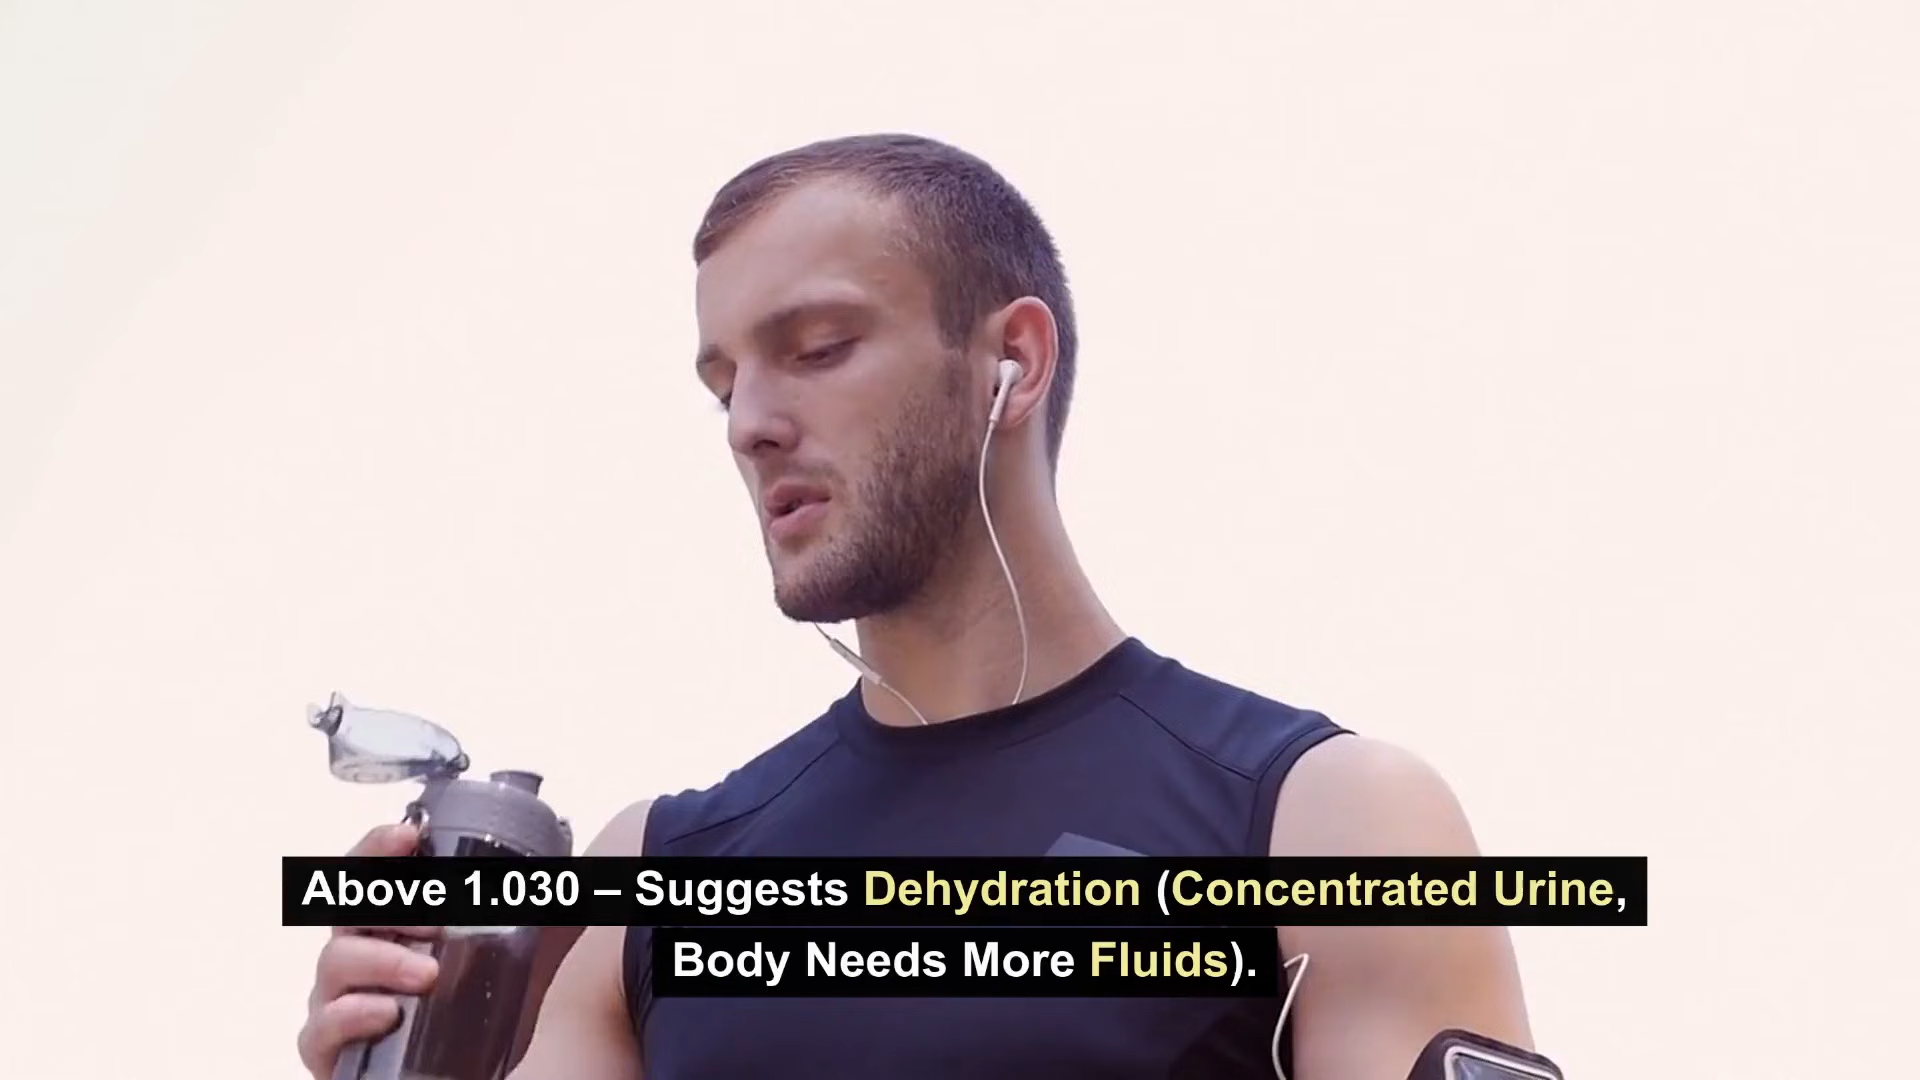 Above 1.030 – Suggests Dehydration (Concentrated Urine,
Body Needs More Fluids).